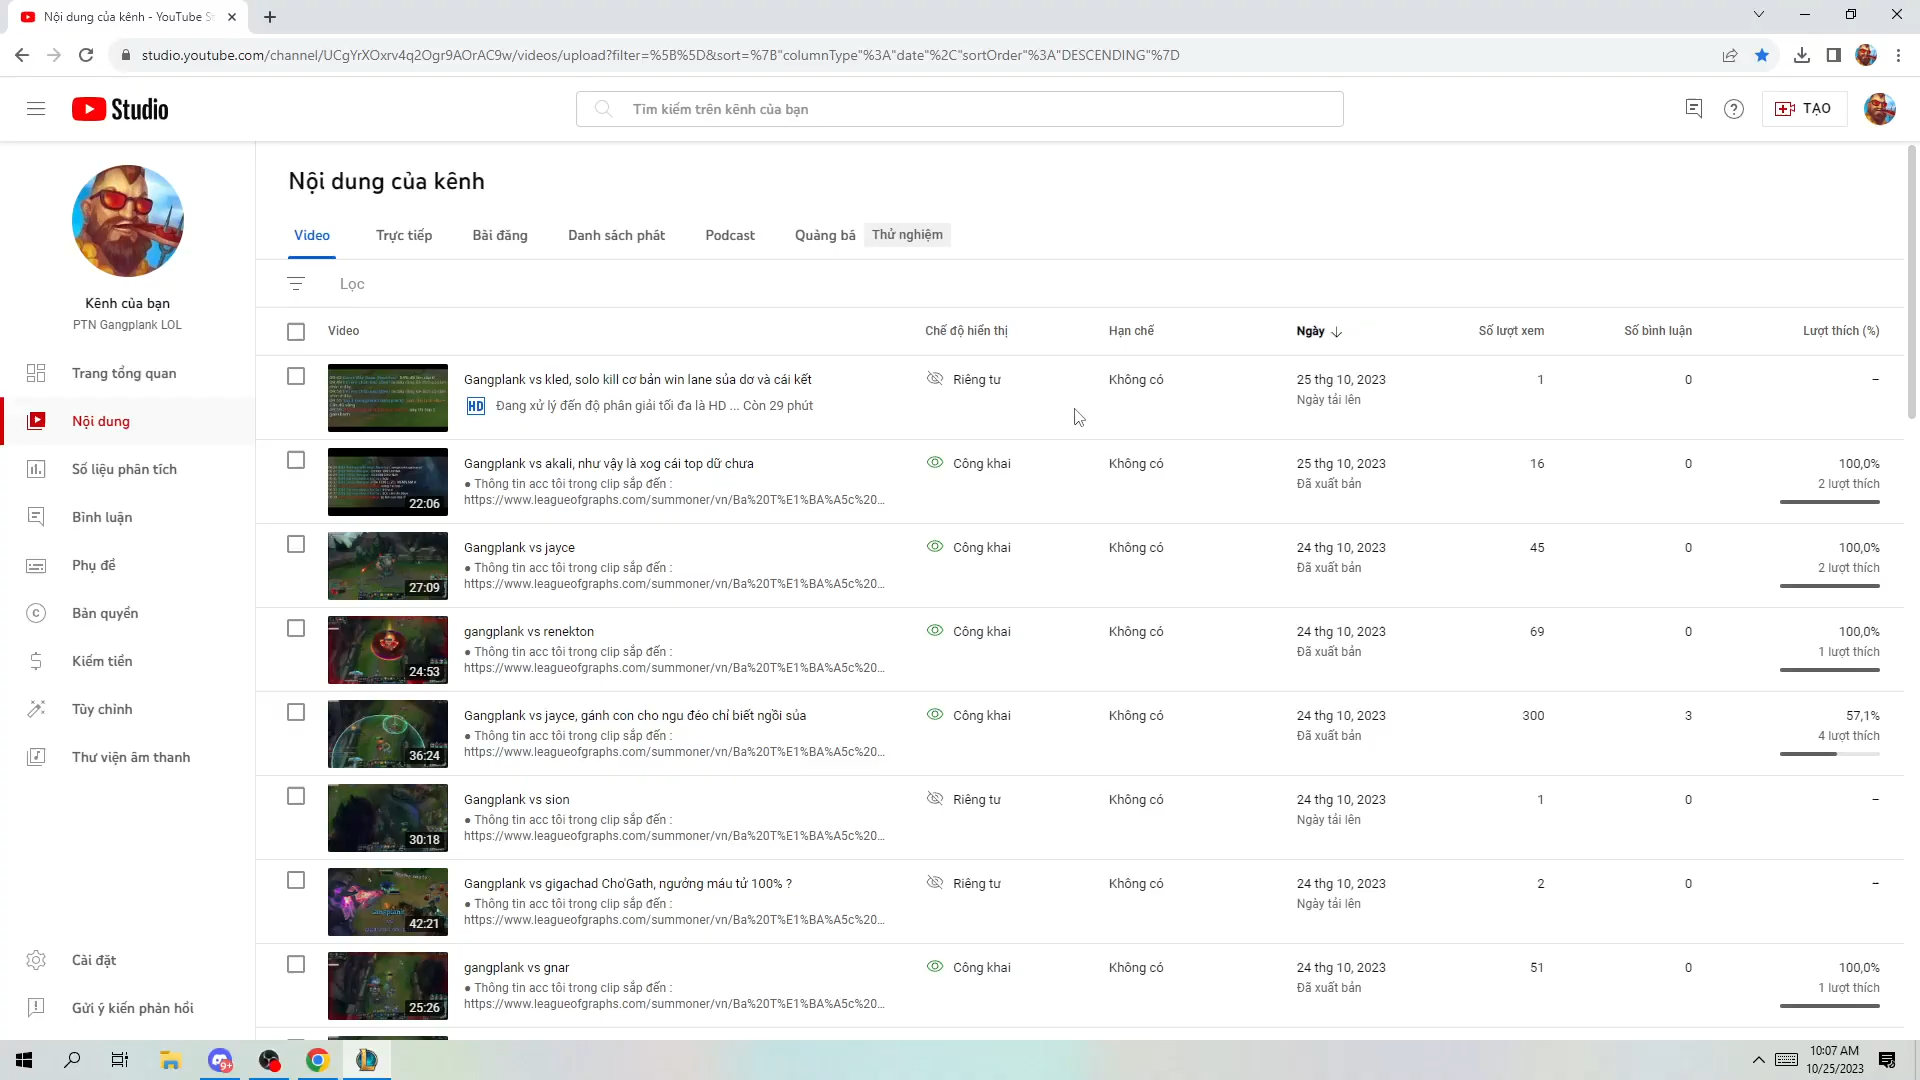 Nội dung của kênh - YouTube S
studio.youtube.com/channel/UCgYrXOxrv4q2Ogr9AOrAC9w/videos/upload?filter=%5B%5D&sort=%7B"columnType"%3A"date"%2C"sortOrder"%3A"DESCENDING"%7D
Studio
Tìm kiếm trên kênh của bạn
TẠO
Kênh của bạn
PTN Gangplank LOL
Trang tổng quan
Nội dung
Số liệu phân tích
Bình luận
Phụ đề
Bản quyền
Kiếm tiền
Tùy chỉnh
Thư viện âm thanh
Cài đặt
Gửi ý kiến phản hồi
Nội dung của kênh
Video Trực tiếp Bài đăng Danh sách phát Podcast Quảng bá Thử nghiệm
Lọc
Video Chế độ hiển thị Hạn chế Ngày Số lượt xem Số bình luận Lượt thích (%)
Gangplank vs kled, solo kill cơ bản win lane sủa dơ và cái kết Riêng tư Không có 25 thg 10, 2023 1 0 –
HD Đang xử lý đến độ phân giải tối đa là HD ... Còn 29 phút Ngày tải lên
Gangplank vs akali, như vậy là xog cái top dữ chưa Công khai Không có 25 thg 10, 2023 16 0 100,0%
● Thông tin acc tôi trong clip sắp đến : Đã xuất bản 2 lượt thích
22:06 https://www.leagueofgraphs.com/summoner/vn/Ba%20T%E1%BA%A5c%20...
Gangplank vs jayce Công khai Không có 24 thg 10, 2023 45 0 100,0%
● Thông tin acc tôi trong clip sắp đến : Đã xuất bản 2 lượt thích
27:09 https://www.leagueofgraphs.com/summoner/vn/Ba%20T%E1%BA%A5c%20...
gangplank vs renekton Công khai Không có 24 thg 10, 2023 69 0 100,0%
● Thông tin acc tôi trong clip sắp đến : Đã xuất bản 1 lượt thích
24:53 https://www.leagueofgraphs.com/summoner/vn/Ba%20T%E1%BA%A5c%20...
Gangplank vs jayce, gánh con cho ngu đéo chỉ biết ngồi sủa Công khai Không có 24 thg 10, 2023 300 3 57,1%
● Thông tin acc tôi trong clip sắp đến : Đã xuất bản 4 lượt thích
36:24 https://www.leagueofgraphs.com/summoner/vn/Ba%20T%E1%BA%A5c%20...
Gangplank vs sion Riêng tư Không có 24 thg 10, 2023 1 0 –
● Thông tin acc tôi trong clip sắp đến : Ngày tải lên
30:18 https://www.leagueofgraphs.com/summoner/vn/Ba%20T%E1%BA%A5c%20...
Gangplank vs gigachad Cho'Gath, ngưởng máu tử 100% ? Riêng tư Không có 24 thg 10, 2023 2 0 –
● Thông tin acc tôi trong clip sắp đến : Ngày tải lên
42:21 https://www.leagueofgraphs.com/summoner/vn/Ba%20T%E1%BA%A5c%20...
gangplank vs gnar Công khai Không có 24 thg 10, 2023 51 0 100,0%
● Thông tin acc tôi trong clip sắp đến : Đã xuất bản 1 lượt thích
25:26 https://www.leagueofgraphs.com/summoner/vn/Ba%20T%E1%BA%A5c%20...
9+
10:07 AM
10/25/2023